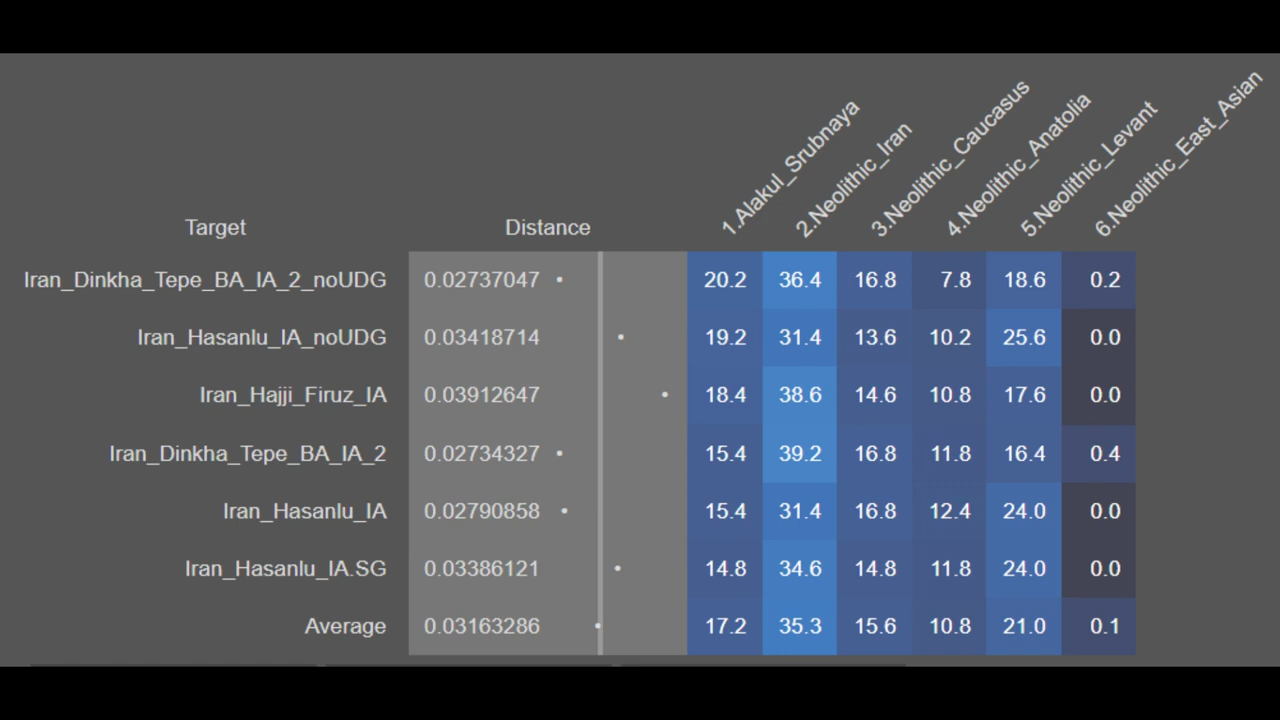 1.Alakul_Srubnaya
2.Neolithic_Iran
3.Neolithic_Caucasus
4.Neolithic_Anatolia
5.Neolithic_Levant
6.Neolithic_East_Asian
Target Distance
Iran_Dinkha_Tepe_BA_IA_2_noUDG 0.02737047 20.2 36.4 16.8 7.8 18.6 0.2
Iran_Hasanlu_IA_noUDG 0.03418714 19.2 31.4 13.6 10.2 25.6 0.0
Iran_Hajji_Firuz_IA 0.03912647 18.4 38.6 14.6 10.8 17.6 0.0
Iran_Dinkha_Tepe_BA_IA_2 0.02734327 15.4 39.2 16.8 11.8 16.4 0.4
Iran_Hasanlu_IA 0.02790858 15.4 31.4 16.8 12.4 24.0 0.0
Iran_Hasanlu_IA.SG 0.03386121 14.8 34.6 14.8 11.8 24.0 0.0
Average 0.03163286 17.2 35.3 15.6 10.8 21.0 0.1